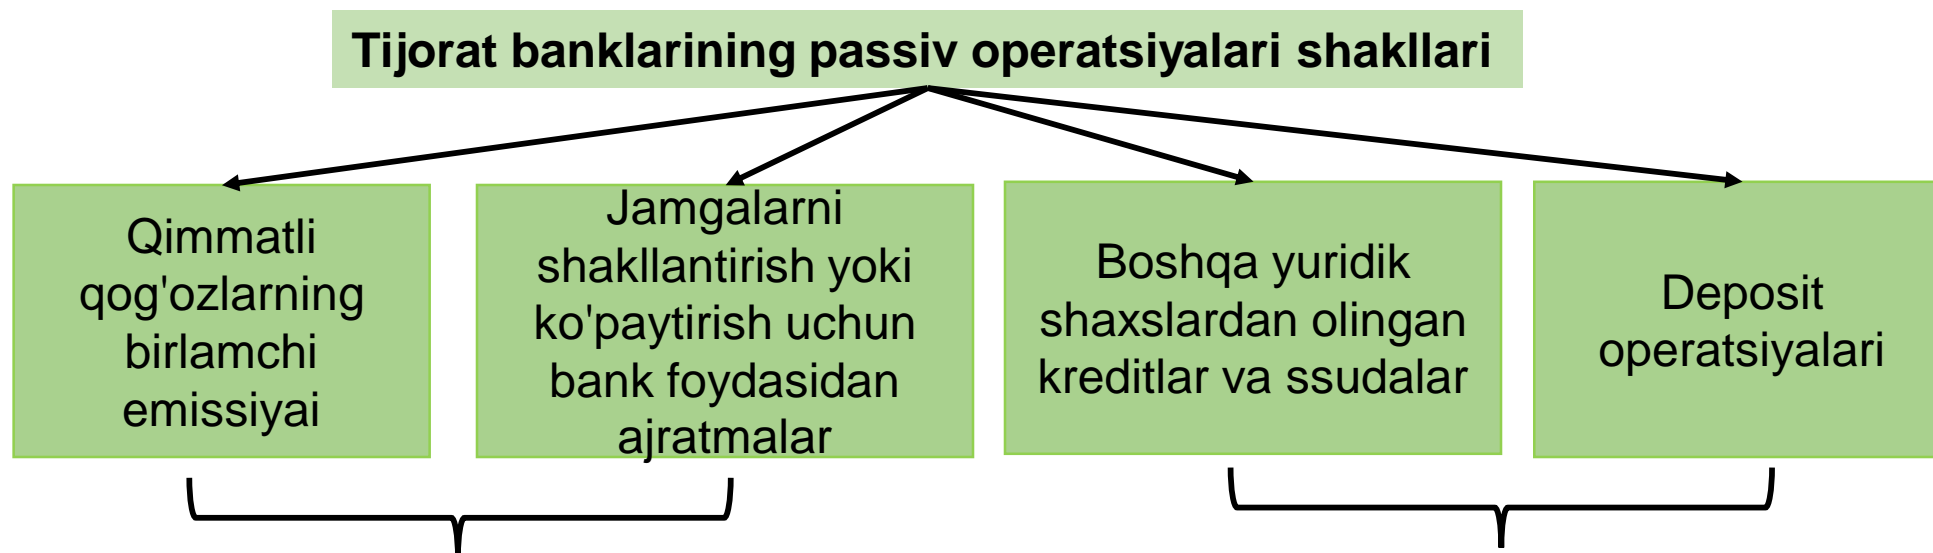 Tijorat banklarining passiv operatsiyalari shakllari
Qimmatli
qog'ozlarning
birlamchi
emissiyai
Jamgalarni
shakllantirish yoki
ko'paytirish uchun
bank foydasidan
ajratmalar
Boshqa yuridik
shaxslardan olingan
kreditlar va ssudalar
Deposit
operatsiyalari